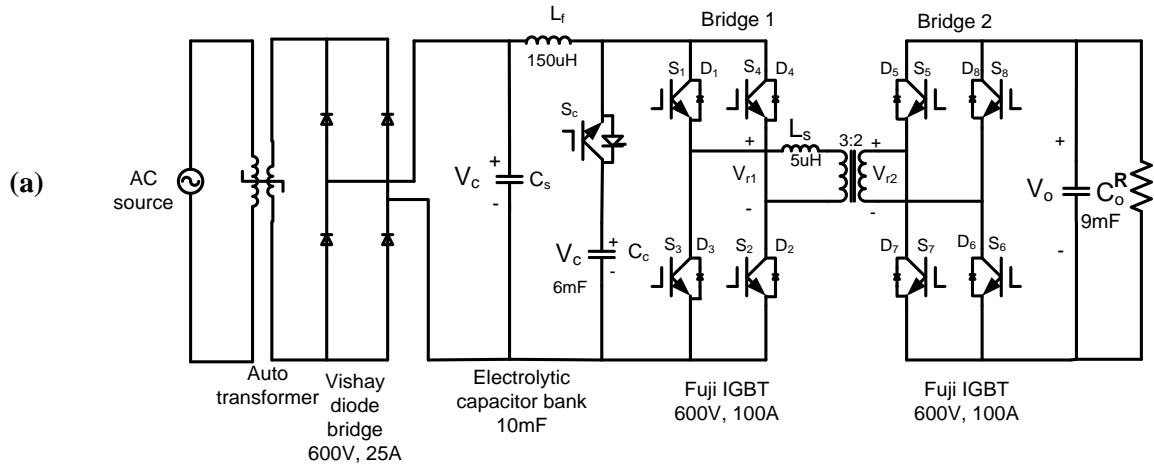 (a)
AC
source
Auto
transformer
Vishay
diode
bridge
600V, 25A
V_c
+
-
C_s
Electrolytic
capacitor bank
10mF
L_f
150uH
S_c
V_c
+
-
C_c
6mF
Bridge 1
S_1 D_1 S_4 D_4
S_3 D_3 S_2 D_2
+
V_r1
-
L_s
5uH
3:2
+
V_r2
-
Fuji IGBT
600V, 100A
Bridge 2
D_5 S_5 D_8 S_8
D_7 S_7 D_6 S_6
Fuji IGBT
600V, 100A
+
V_o
-
C_o
9mF
R